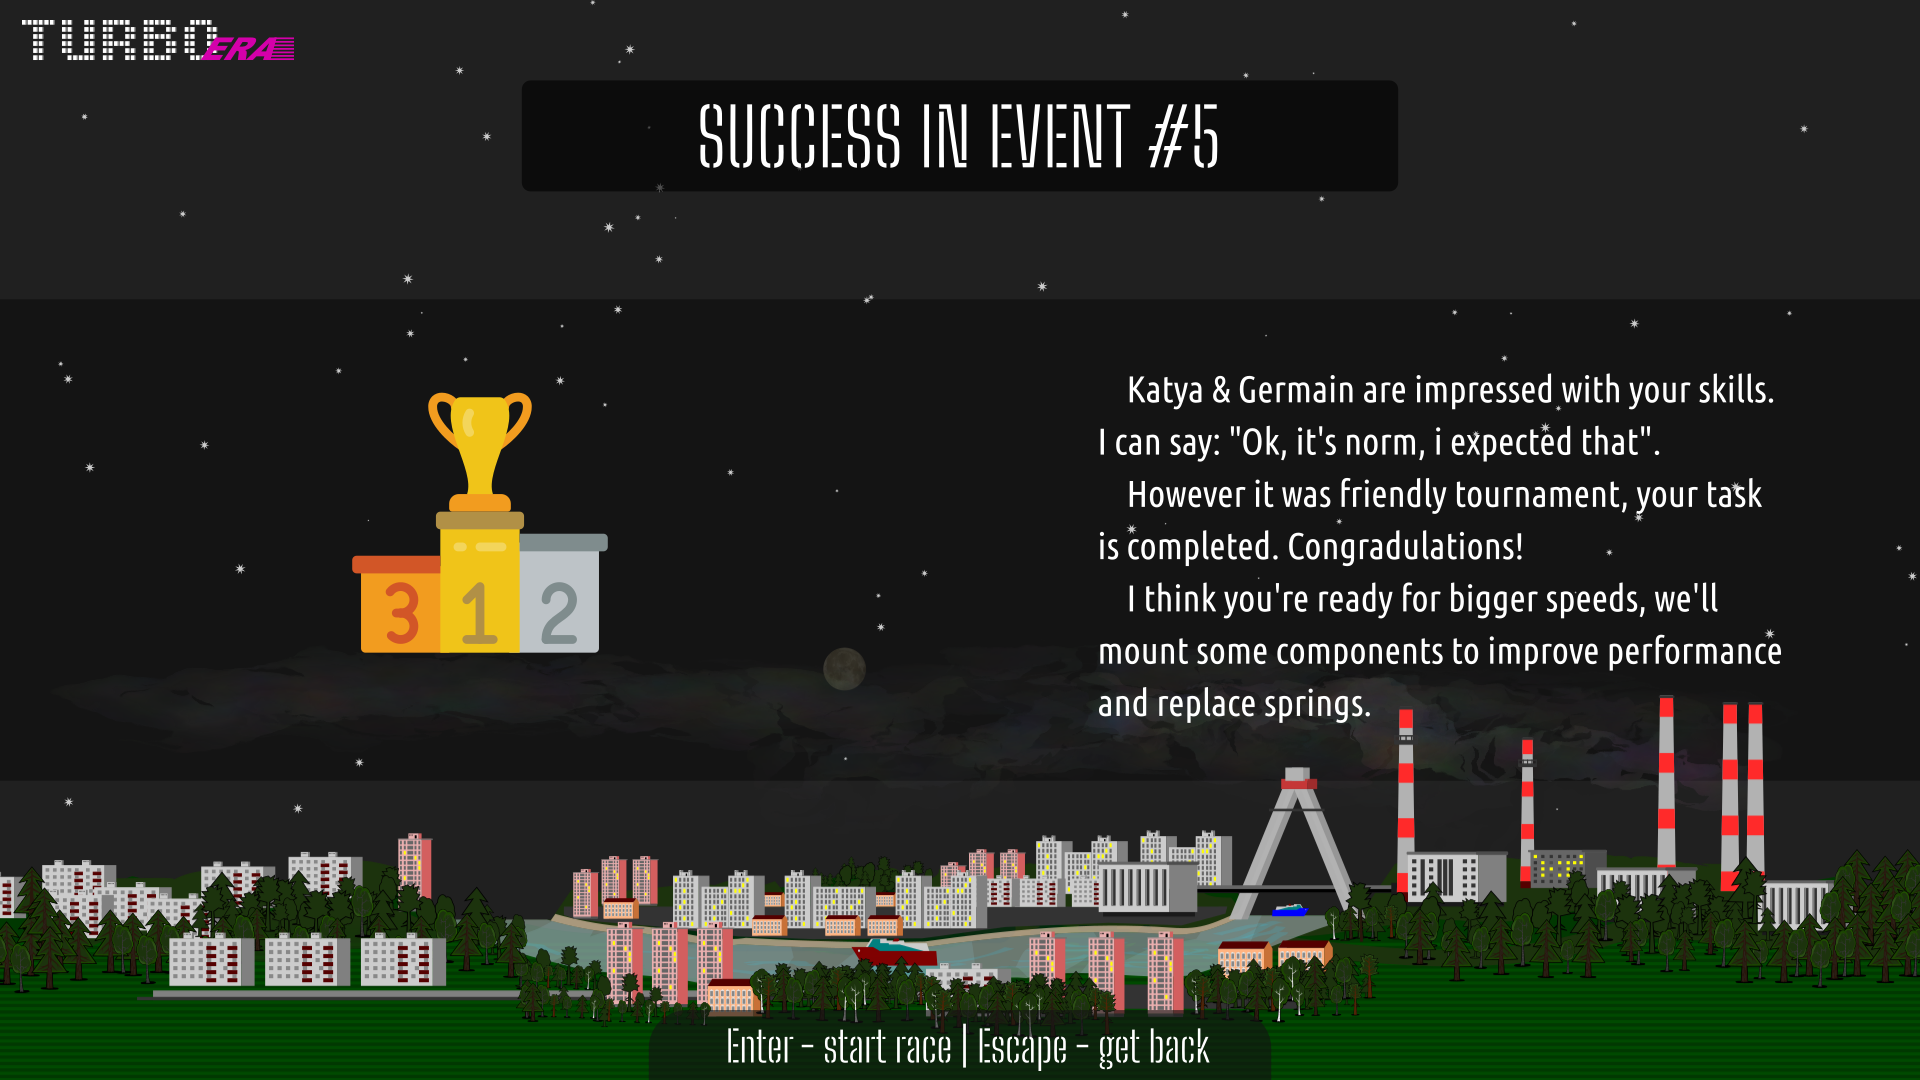 TURBO ERA
SUCCESS IN EVENT #5
Katya & Germain are impressed with your skills.
I can say: "Ok, it's norm, i expected that".
However it was friendly tournament, your task
is completed. Congradulations!
I think you're ready for bigger speeds, we'll
mount some components to improve performance
and replace springs.
3 1 2
Enter - start race | Escape - get back